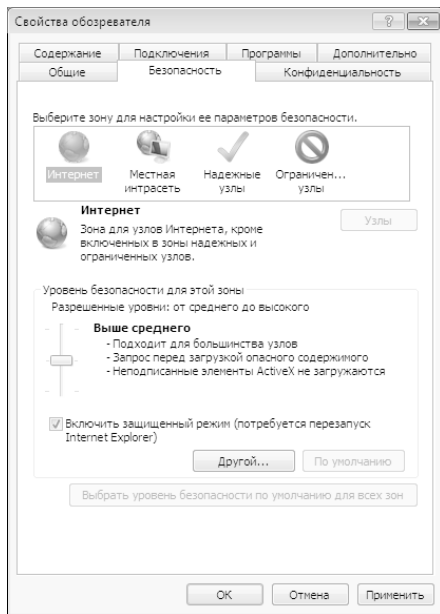 Свойства обозревателя
Содержание Подключения Программы Дополнительно
Общие Безопасность Конфиденциальность
Выберите зону для настройки ее параметров безопасности.
Интернет Местная интрасеть Надежные узлы Ограничен... узлы
Интернет
Узлы
Зона для узлов Интернета, кроме
включенных в зоны надежных и
ограниченных узлов.
Уровень безопасности для этой зоны
Разрешенные уровни: от среднего до высокого
Выше среднего
- Подходит для большинства узлов
- Запрос перед загрузкой опасного содержимого
- Неподписанные элементы ActiveX не загружаются
Включить защищенный режим (потребуется перезапуск
Internet Explorer)
Другой... По умолчанию
Выбрать уровень безопасности по умолчанию для всех зон
ОК Отмена Применить